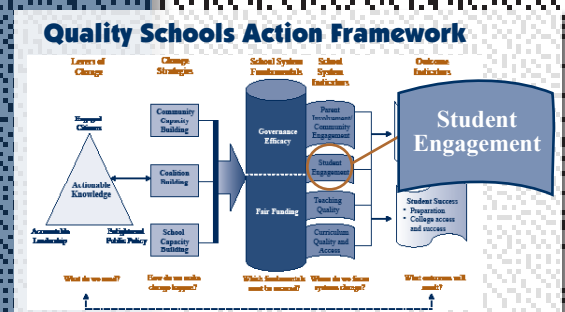 Quality Schools Action Framework
Levers of
Change
Change
Strategies
School System
Fundamentals
School
System
Indicators
Outcome
Indicators
Engaged
Citizens
Actionable
Knowledge
Accountable
Leadership
Enlightened
Public Policy
Community
Capacity
Building
Coalition
Building
School
Capacity
Building
Governance
Efficacy
Fair Funding
Parent
Involvement/
Community
Engagement
Student
Engagement
Teaching
Quality
Curriculum
Quality and
Access
Student
Engagement
Student Success
• Preparation
• College access
and success
What do we need?
How do we make
change happen?
Which fundamentals
must be secured?
Where do we focus
systems change?
What outcomes will
result?